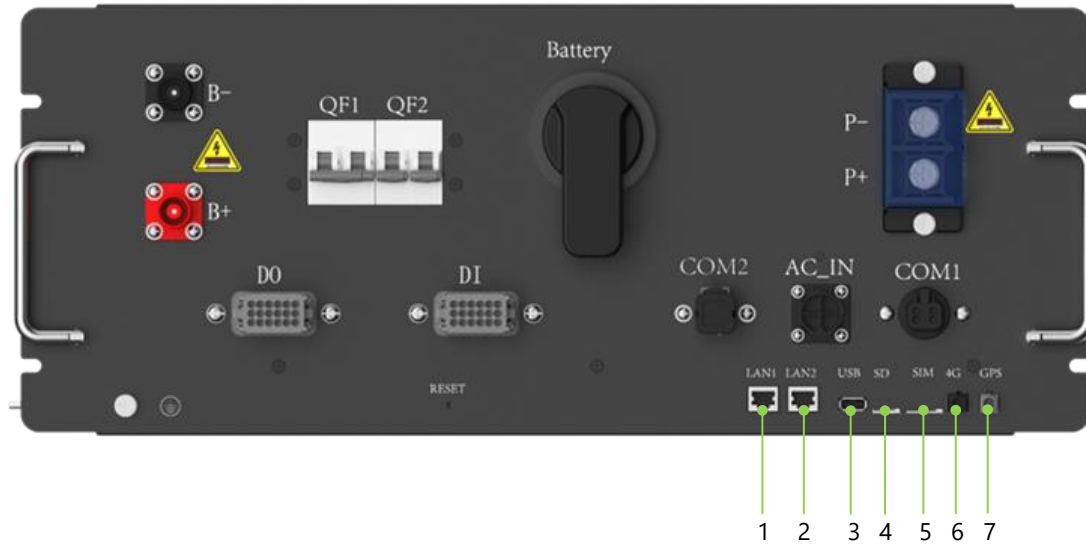 Battery
B-
QF1 QF2
P-
P+
B+
DO DI
COM2 AC_IN COM1
LAN1 LAN2 USB SD SIM 4G GPS
RESET
1 2 3 4 5 6 7